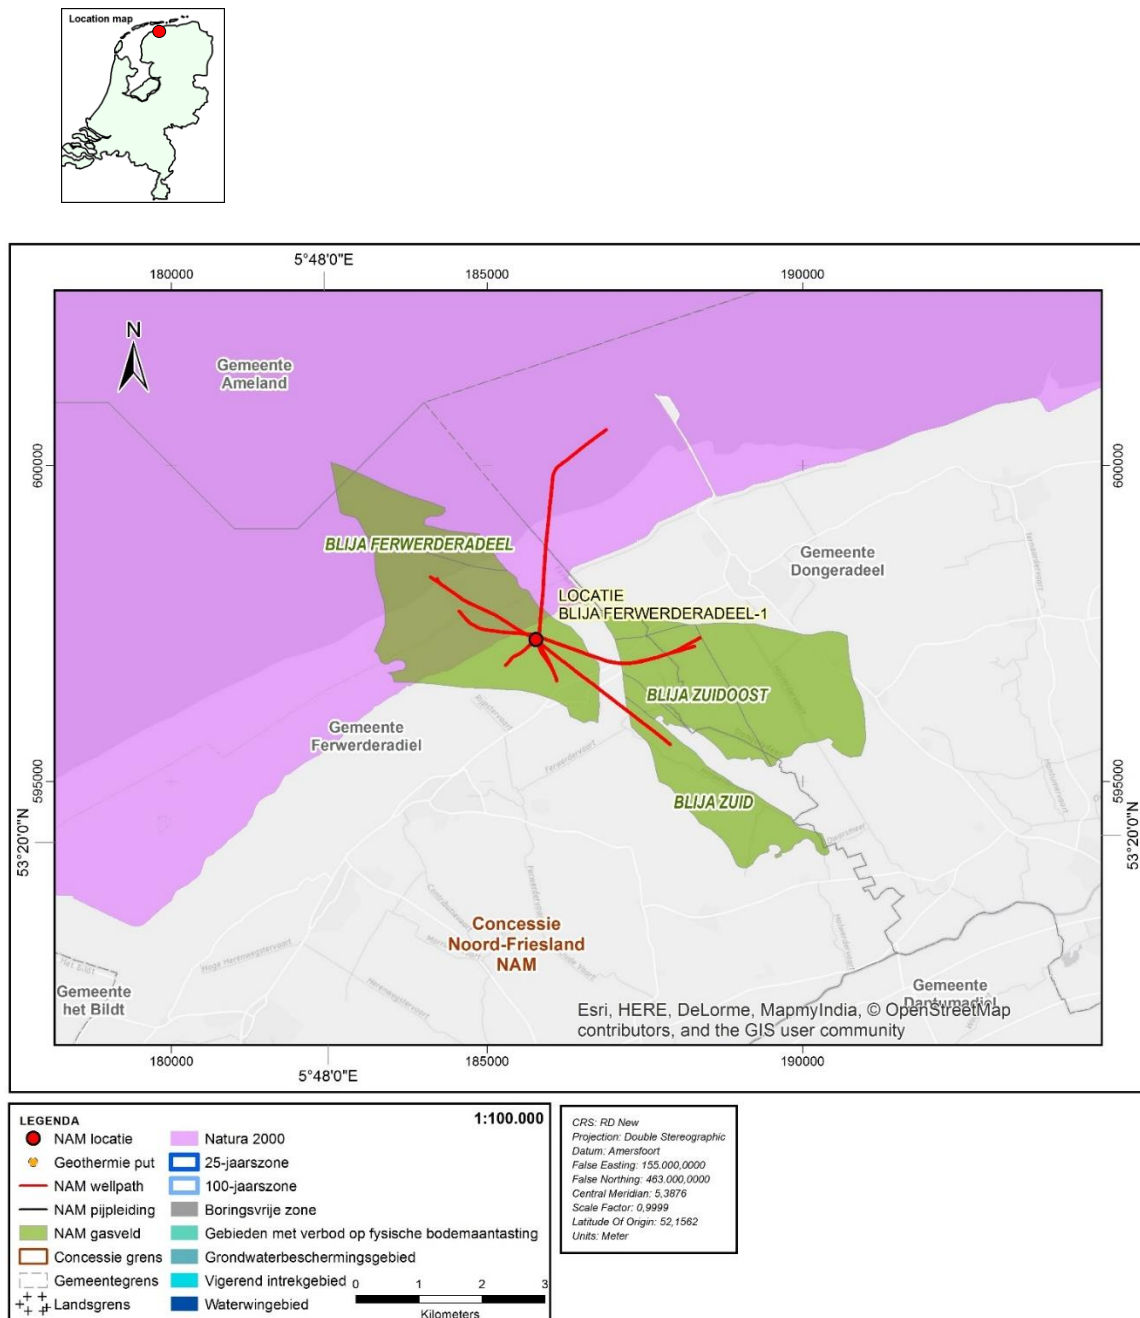 Location map
5°48'0"E
180000
185000
190000
N
Gemeente
Ameland
600000
600000
BLIJA FERWERDERADEEL
Gemeente
Dongeradeel
LOCATIE
BLIJA FERWERDERADEEL-1
BLIJA ZUIDOOST
Gemeente
Ferwerderadiel
Ferwerdervaart
595000
595000
BLIJA ZUID
53°20'0"N
53°20'0"N
Concessie
Noord-Friesland
NAM
Hoge Herenwegstervaart
Het Bildt
Gemeente
het Bildt
Gemeente
Dantumadiel
Esri, HERE, DeLorme, MapmyIndia, © OpenStreetMap
contributors, and the GIS user community
180000
185000
190000
5°48'0"E
LEGENDA
1:100.000
NAM locatie
Geothermie put
NAM wellpath
NAM pijpleiding
NAM gasveld
Concessie grens
Gemeentegrens
Landsgrens
Natura 2000
25-jaarszone
100-jaarszone
Boringsvrije zone
Gebieden met verbod op fysische bodemaantasting
Grondwaterbeschermingsgebied
Vigerend intrekgebied
Waterwingebied
0 1 2 3
Kilometers
CRS: RD New
Projection: Double Stereographic
Datum: Amersfoort
False Easting: 155.000,0000
False Northing: 463.000,0000
Central Meridian: 5,3876
Scale Factor: 0,9999
Latitude Of Origin: 52,1562
Units: Meter